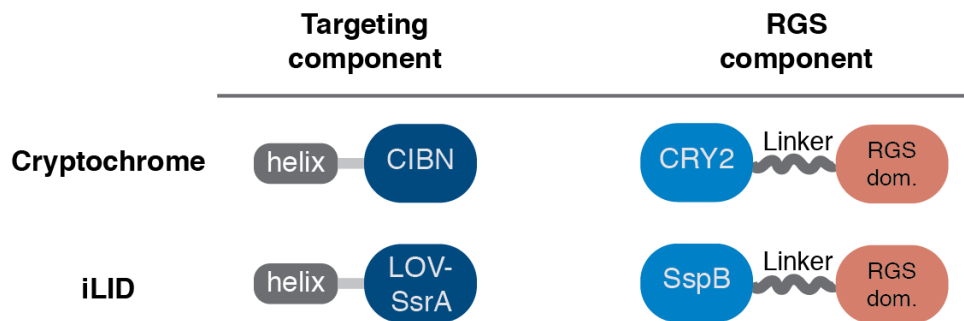 Targeting component
RGS component
Cryptochrome
helix
CIBN
CRY2
Linker
RGS dom.
iLID
helix
LOV-SsrA
SspB
Linker
RGS dom.